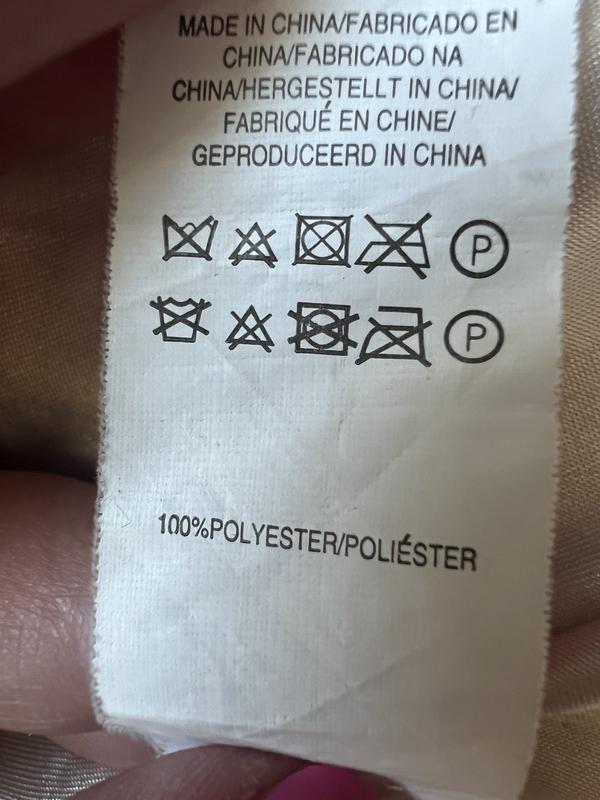 MADE IN CHINA/FABRICADO EN
CHINA/FABRICADO NA
CHINA/HERGESTELLT IN CHINA/
FABRIQUÉ EN CHINE/
GEPRODUCEERD IN CHINA
P
P
100%POLYESTER/POLIÉSTER